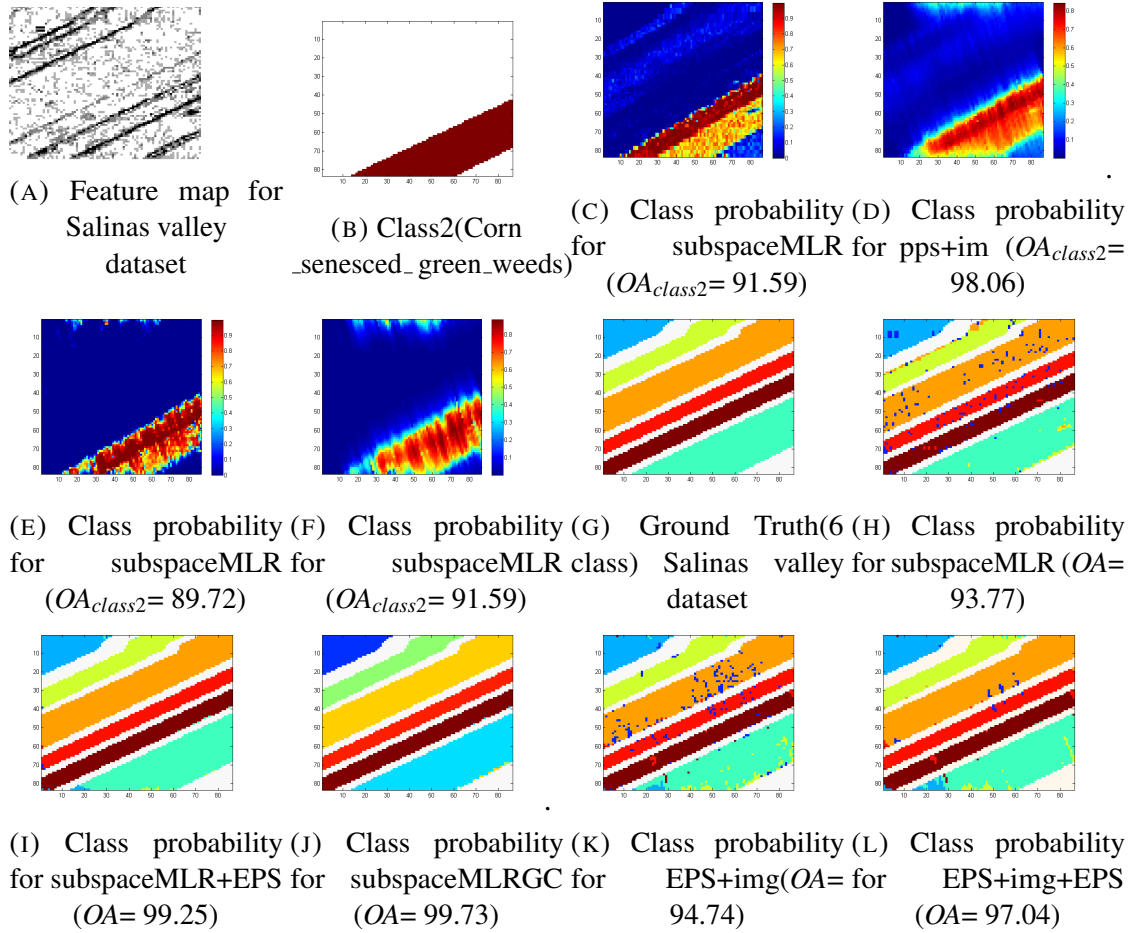 (A) Feature map for
Salinas valley
dataset
(B) Class2(Corn
_senesced_ green_weeds)
(C) Class probability
for subspaceMLR
(OA_class2= 91.59)
(D) Class probability
for pps+im (OA_class2=
98.06)
.
(E) Class probability
for subspaceMLR
(OA_class2= 89.72)
(F) Class probability
for subspaceMLR
(OA_class2= 91.59)
(G) Ground Truth(6
class) Salinas valley
dataset
(H) Class probability
for subspaceMLR (OA=
93.77)
(I) Class probability
for subspaceMLR+EPS
(OA= 99.25)
.
(J) Class probability
for subspaceMLRGC
(OA= 99.73)
(K) Class probability
for EPS+img(OA=
94.74)
(L) Class probability
for EPS+img+EPS
(OA= 97.04)